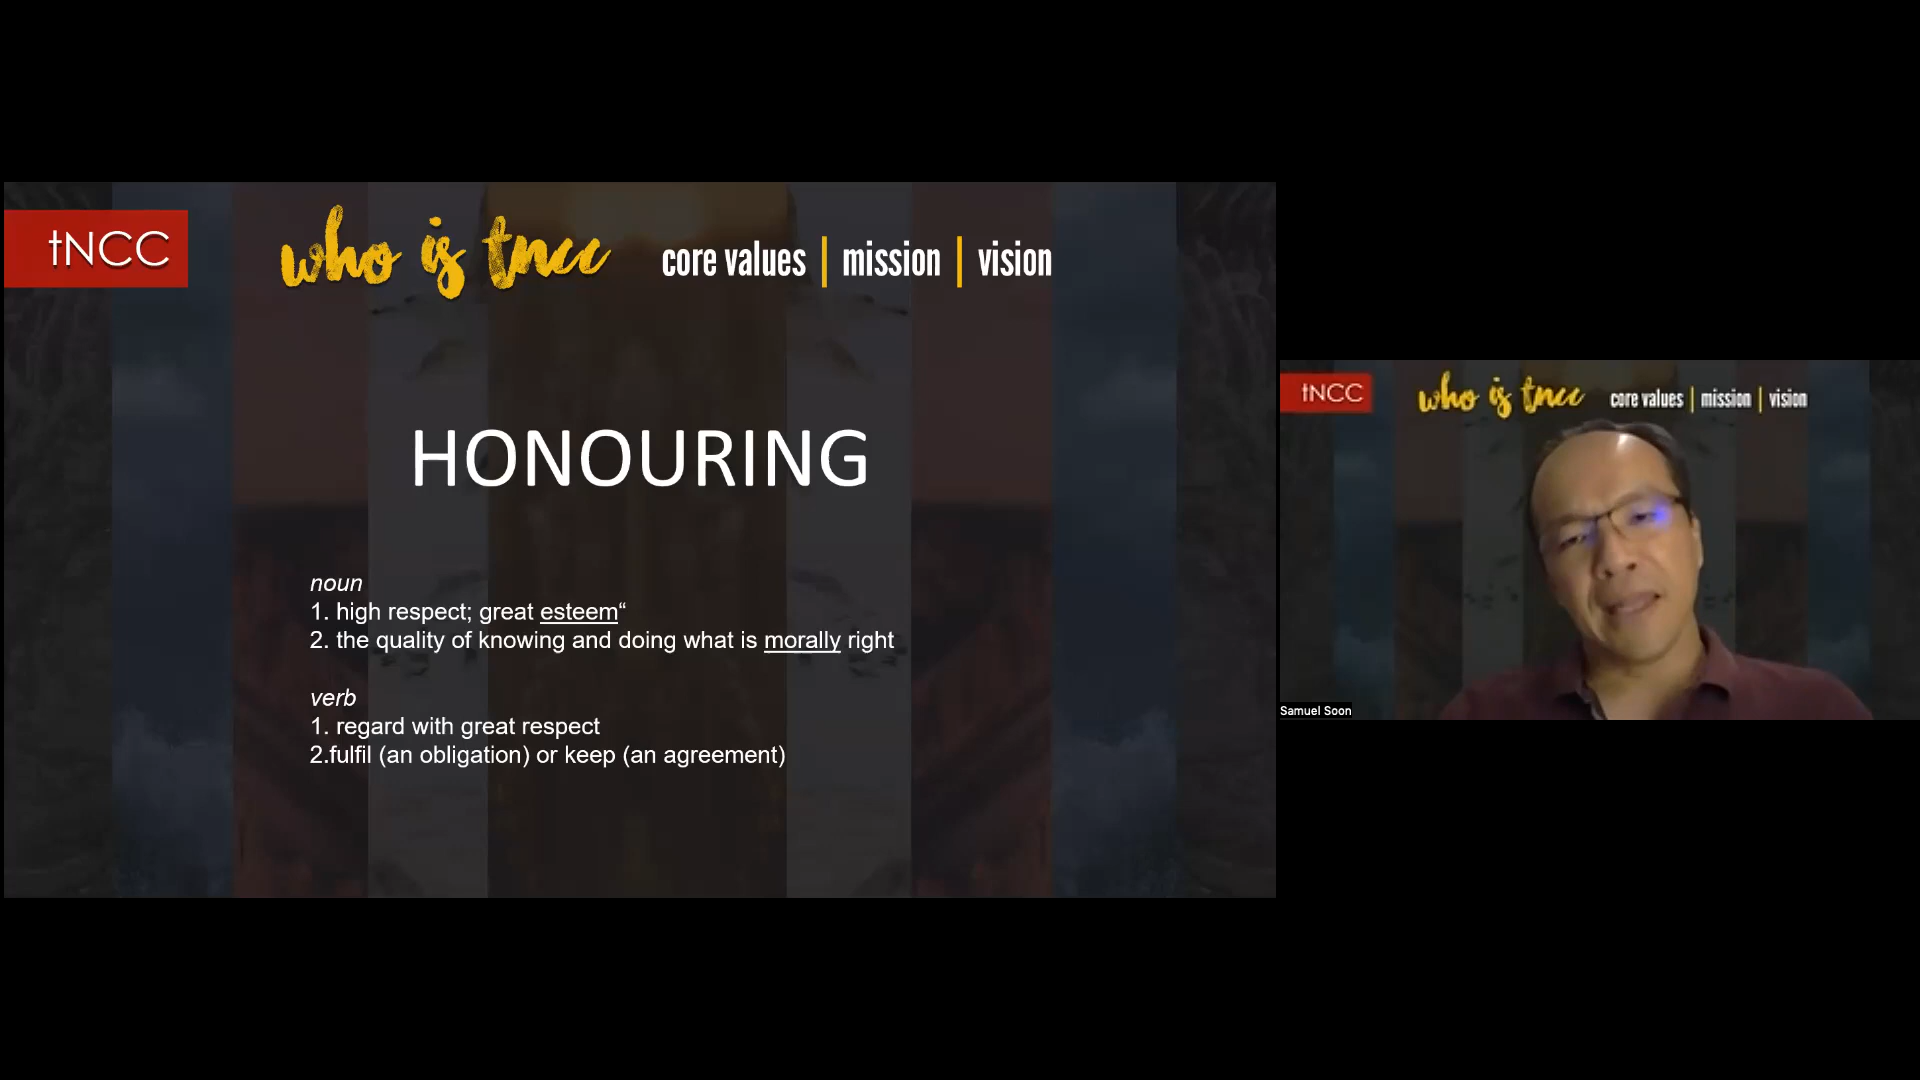 tNCC
who is tncc
core values | mission | vision
HONOURING
noun
1. high respect; great esteem“
2. the quality of knowing and doing what is morally right
verb
1. regard with great respect
2.fulfil (an obligation) or keep (an agreement)
tNCC
who is tncc
core values | mission | vision
Samuel Soon